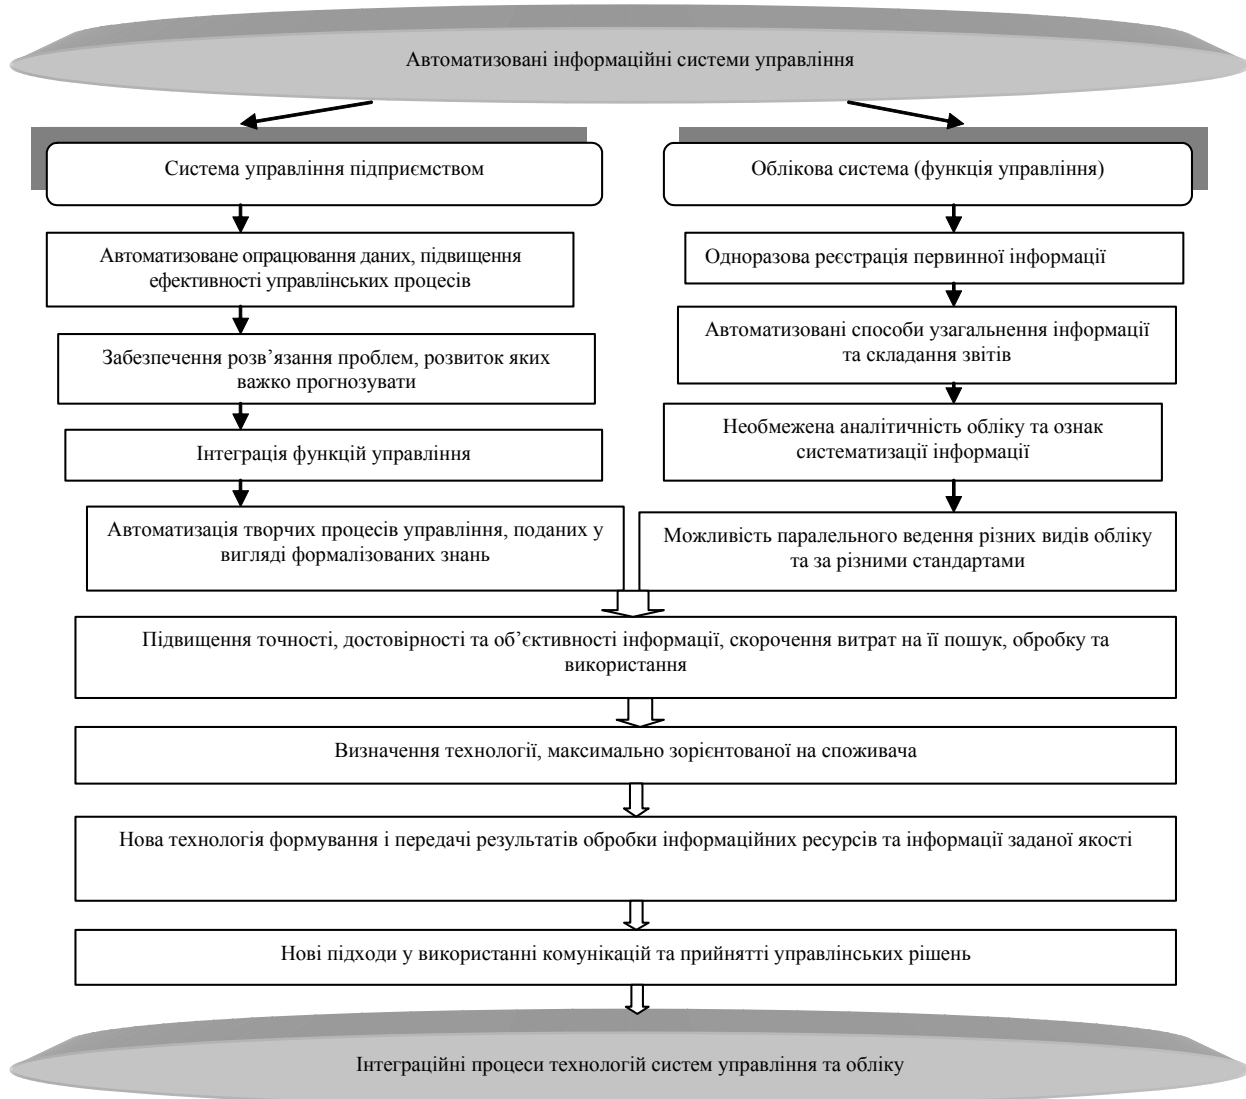 Автоматизовані інформаційні системи управління
Система управління підприємством
Облікова система (функція управління)
Автоматизоване опрацювання даних, підвищення
ефективності управлінських процесів
Одноразова реєстрація первинної інформації
Забезпечення розв’язання проблем, розвиток яких
важко прогнозувати
Автоматизовані способи узагальнення інформації
та складання звітів
Інтеграція функцій управління
Необмежена аналітичність обліку та ознак
систематизації інформації
Автоматизація творчих процесів управління, поданих у
вигляді формалізованих знань
Можливість паралельного ведення різних видів обліку
та за різними стандартами
Підвищення точності, достовірності та об’єктивності інформації, скорочення витрат на її пошук, обробку та
використання
Визначення технології, максимально зорієнтованої на споживача
Нова технологія формування і передачі результатів обробки інформаційних ресурсів та інформації заданої якості
Нові підходи у використанні комунікацій та прийнятті управлінських рішень
Інтеграційні процеси технологій систем управління та обліку